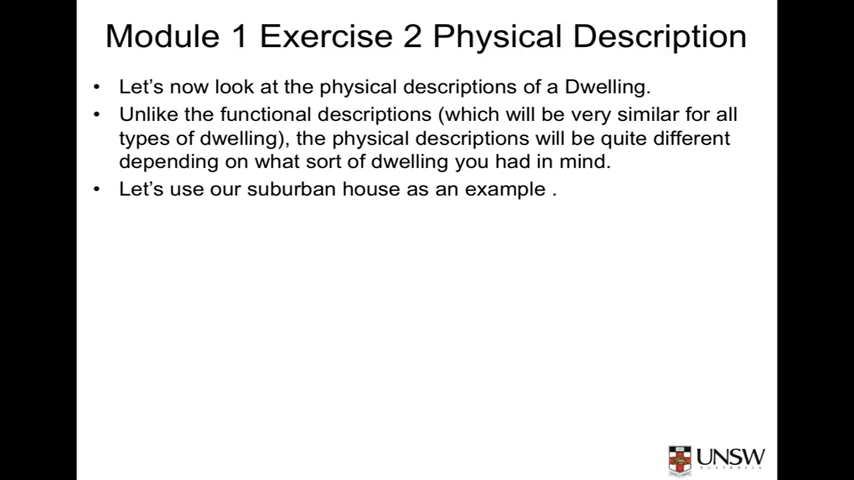 Module 1 Exercise 2 Physical Description
• Let's now look at the physical descriptions of a Dwelling.
• Unlike the functional descriptions (which will be very similar for all
types of dwelling), the physical descriptions will be quite different
depending on what sort of dwelling you had in mind.
• Let's use our suburban house as an example .
UNSW
AUSTRALIA